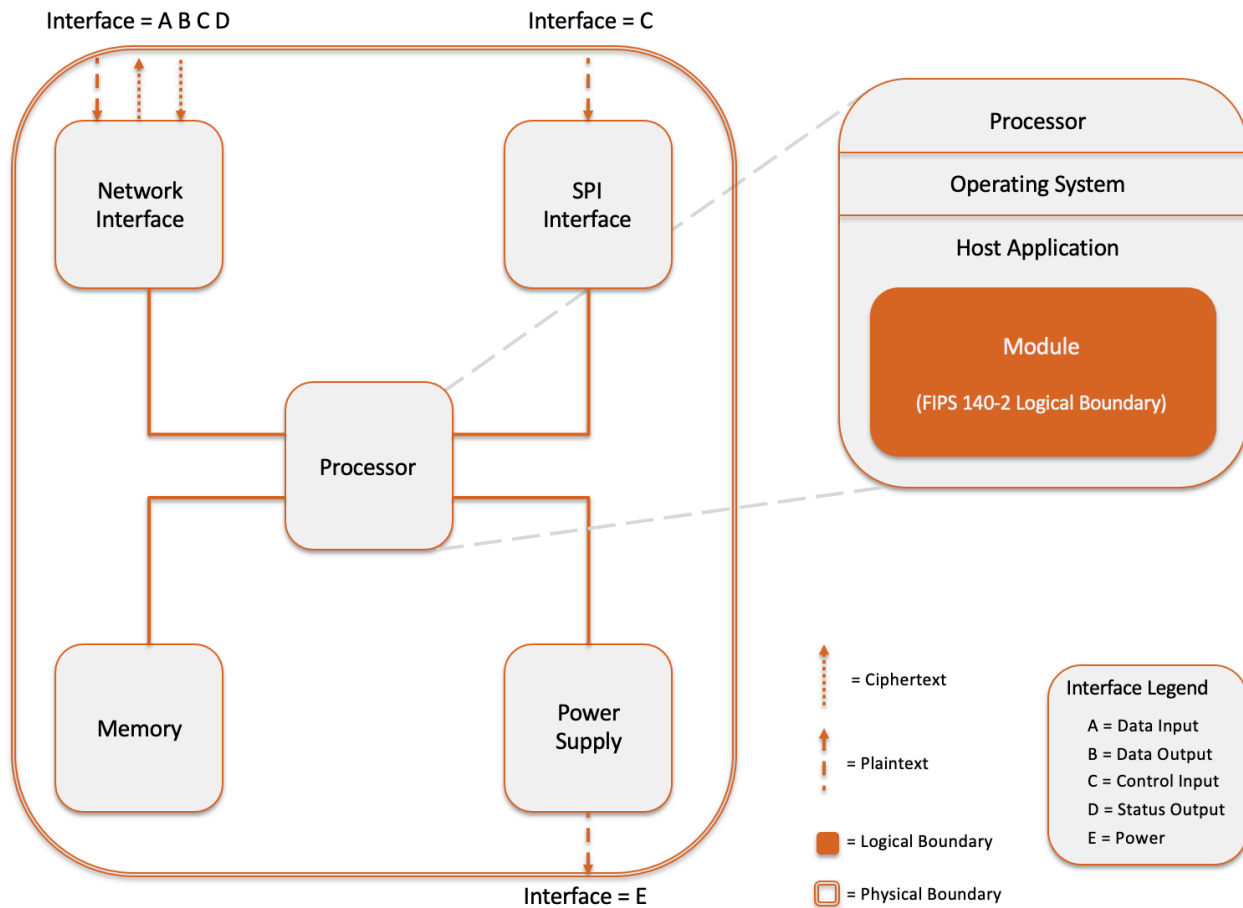 Interface = A B C D
Interface = C
Network
Interface
SPI
Interface
Processor
Memory
Power
Supply
Interface = E
Processor
Operating System
Host Application
Module
(FIPS 140-2 Logical Boundary)
= Ciphertext
= Plaintext
= Logical Boundary
= Physical Boundary
Interface Legend
A = Data Input
B = Data Output
C = Control Input
D = Status Output
E = Power